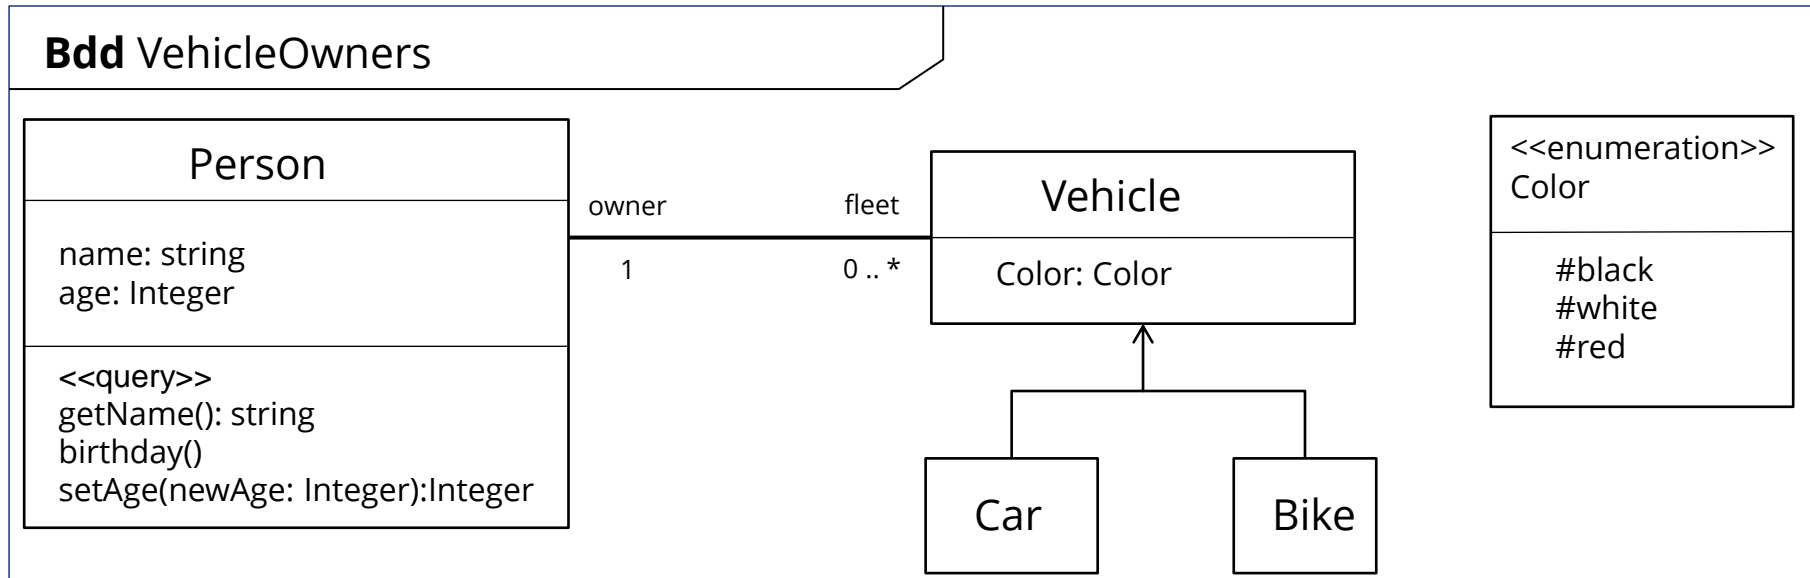 Bdd VehicleOwners
Person
name: string
age: Integer
<<query>>
getName(): string
birthday()
setAge(newAge: Integer):Integer
owner
1
fleet
0 .. *
Vehicle
Color: Color
Car
Bike
<<enumeration>>
Color
#black
#white
#red